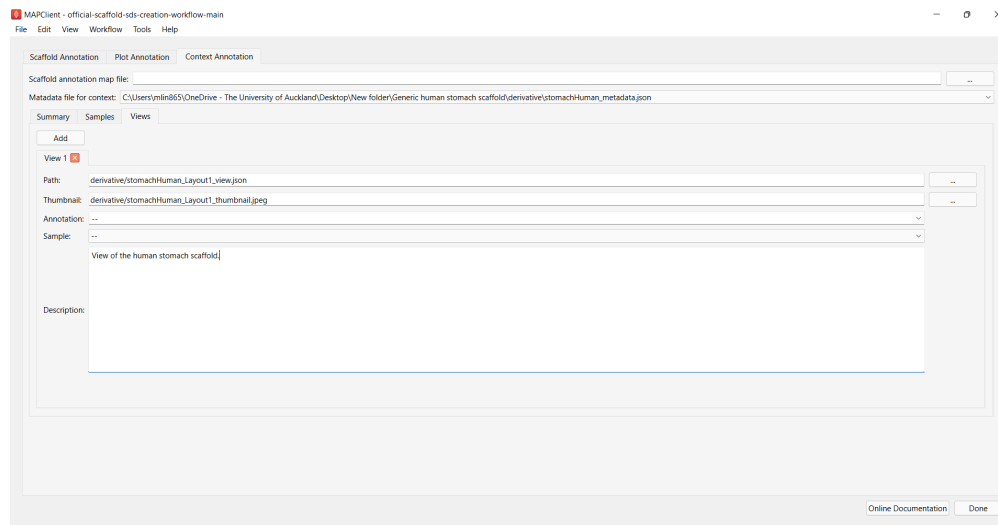 MAPClient - official-scaffold-sds-creation-workflow-main
File Edit View Workflow Tools Help
Scaffold Annotation Plot Annotation Context Annotation
Scaffold annotation map file: ...
Matadata file for context: C:\Users\mlin865\OneDrive - The University of Auckland\Desktop\New folder\Generic human stomach scaffold\derivative\stomachHuman_metadata.json
Summary Samples Views
Add
View 1
Path: derivative/stomachHuman_Layout1_view.json ...
Thumbnail: derivative/stomachHuman_Layout1_thumbnail.jpeg ...
Annotation: --
Sample: --
View of the human stomach scaffold.
Description:
Online Documentation Done